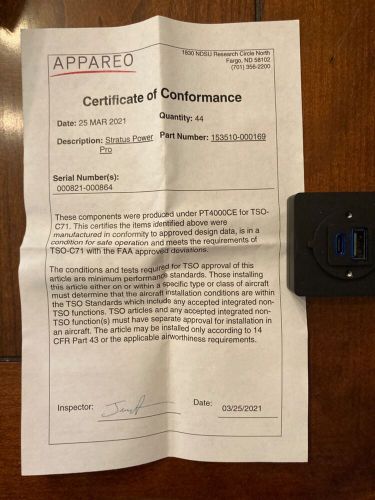 APPAREO
1830 NDSU Research Circle North
Fargo, ND 58102
(701) 356-2200
Certificate of Conformance
Date: 25 MAR 2021
Quantity: 44
Description: Stratus Power
Pro
Part Number: 153510-000169
Serial Number(s):
000821-000864
These components were produced under PT4000CE for TSO-
C71. This certifies the items identified above were
manufactured in conformity to approved design data, is in a
condition for safe operation and meets the requirements of
TSO-C71 with the FAA approved deviations.
The conditions and tests required for TSO approval of this
article are minimum performance standards. Those installing
this article either on or within a specific type or class of aircraft
must determine that the aircraft installation conditions are within
the TSO Standards which include any accepted integrated non-
TSO functions. TSO articles and any accepted integrated non-
TSO function(s) must have separate approval for installation in
an aircraft. The article may be installed only according to 14
CFR Part 43 or the applicable airworthiness requirements.
Inspector:
Date:
03/25/2021